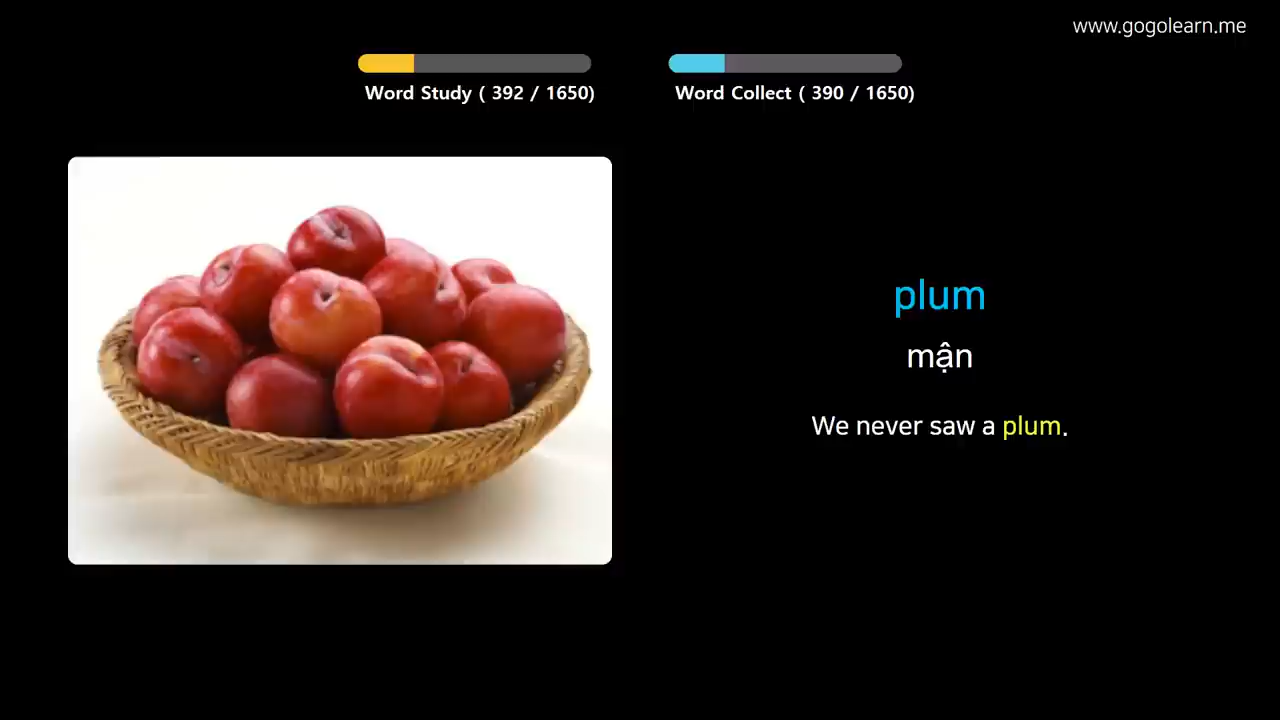 www.gogolearn.me
Word Study ( 392 / 1650)
Word Collect ( 390 / 1650)
plum
mận
We never saw a plum.